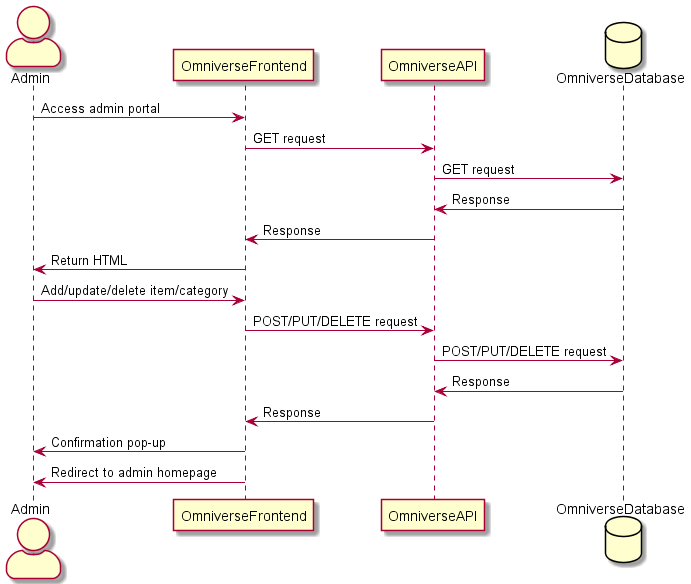 Admin
OmniverseFrontend
OmniverseAPI
OmniverseDatabase
Access admin portal
GET request
GET request
Response
Response
Return HTML
Add/update/delete item/category
POST/PUT/DELETE request
POST/PUT/DELETE request
Response
Response
Confirmation pop-up
Redirect to admin homepage
Admin
OmniverseFrontend
OmniverseAPI
OmniverseDatabase